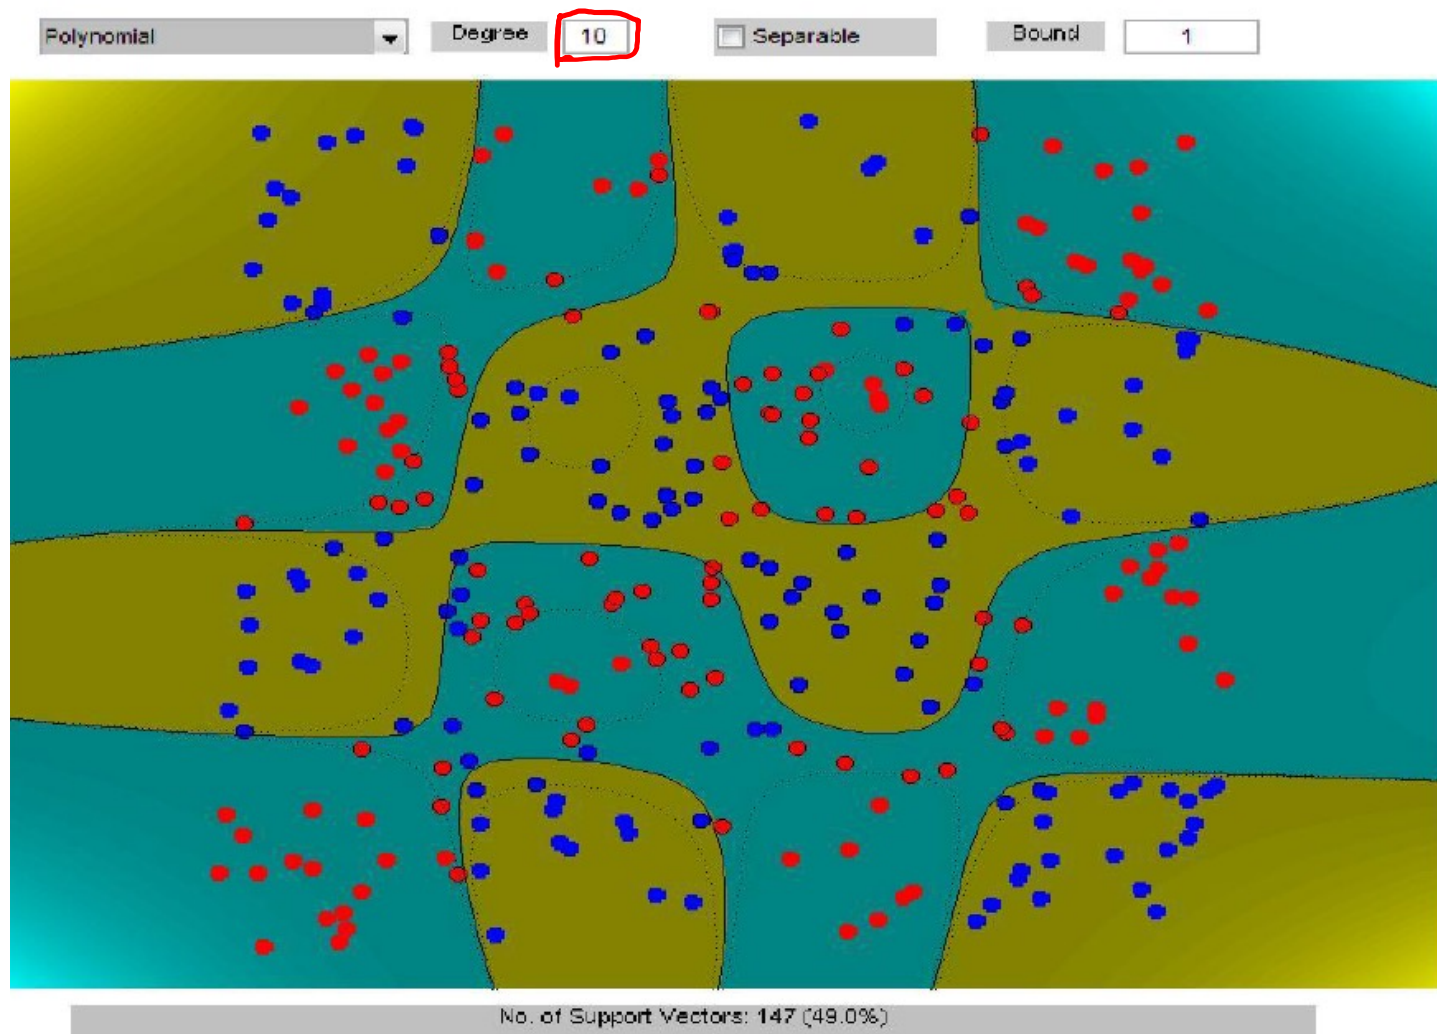 Polynomial Degree 10 Separable Bound 1
No. of Support Vectors: 147 (49.0%)